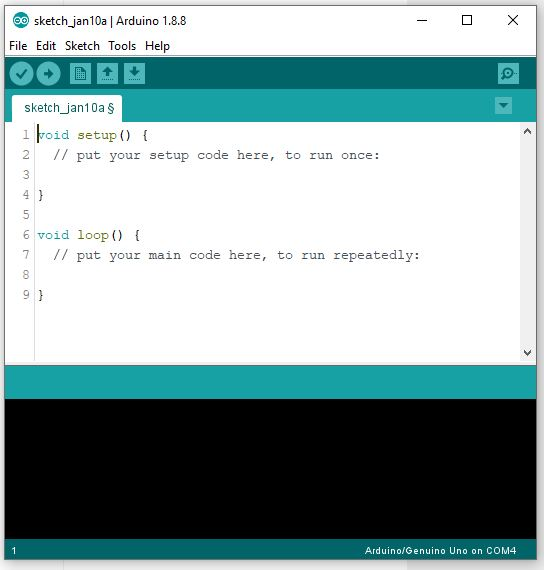 sketch_jan10a | Arduino 1.8.8
File Edit Sketch Tools Help
sketch_jan10a §
1 void setup() {
2   // put your setup code here, to run once:
3
4 }
5
6 void loop() {
7   // put your main code here, to run repeatedly:
8
9 }
1 Arduino/Genuino Uno on COM4